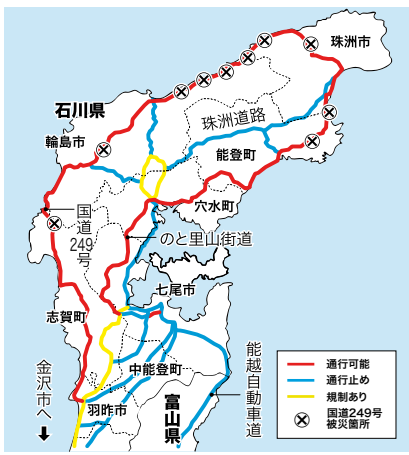 珠洲市
石川県
輪島市
珠洲道路
能登町
穴水町
国道249号
のと里山街道
七尾市
志賀町
中能登町
能越自動車道
金沢市へ
羽咋市
富山県
通行可能
通行止め
規制あり
国道249号
被災箇所